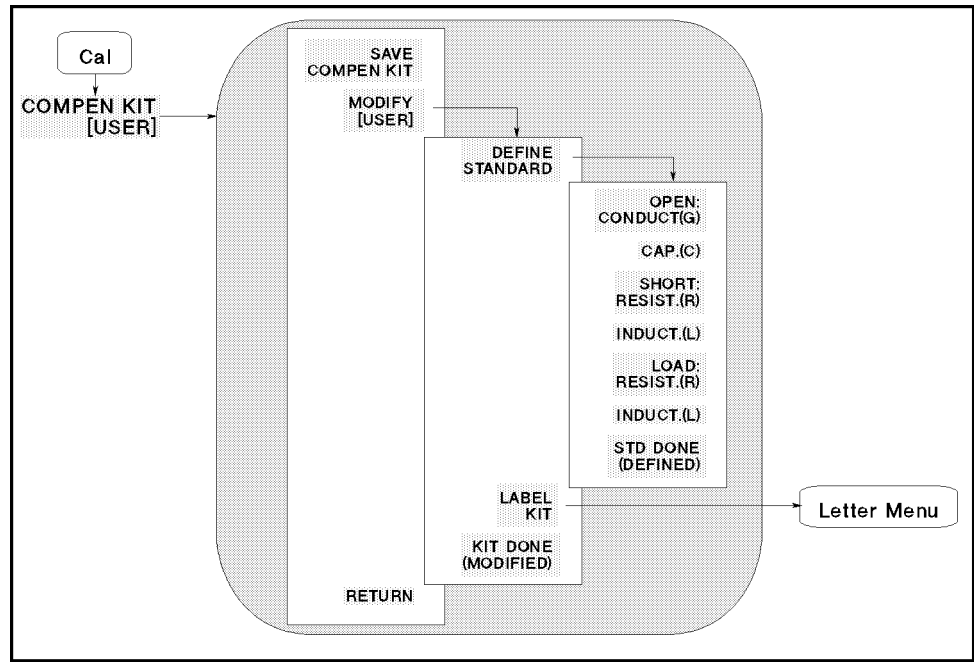 Cal
COMPEN KIT
[USER]
SAVE
COMPEN KIT
MODIFY
[USER]
DEFINE
STANDARD
OPEN:
CONDUCT(G)
CAP.(C)
SHORT:
RESIST.(R)
INDUCT.(L)
LOAD:
RESIST.(R)
INDUCT.(L)
STD DONE
(DEFINED)
LABEL
KIT
Letter Menu
KIT DONE
(MODIFIED)
RETURN